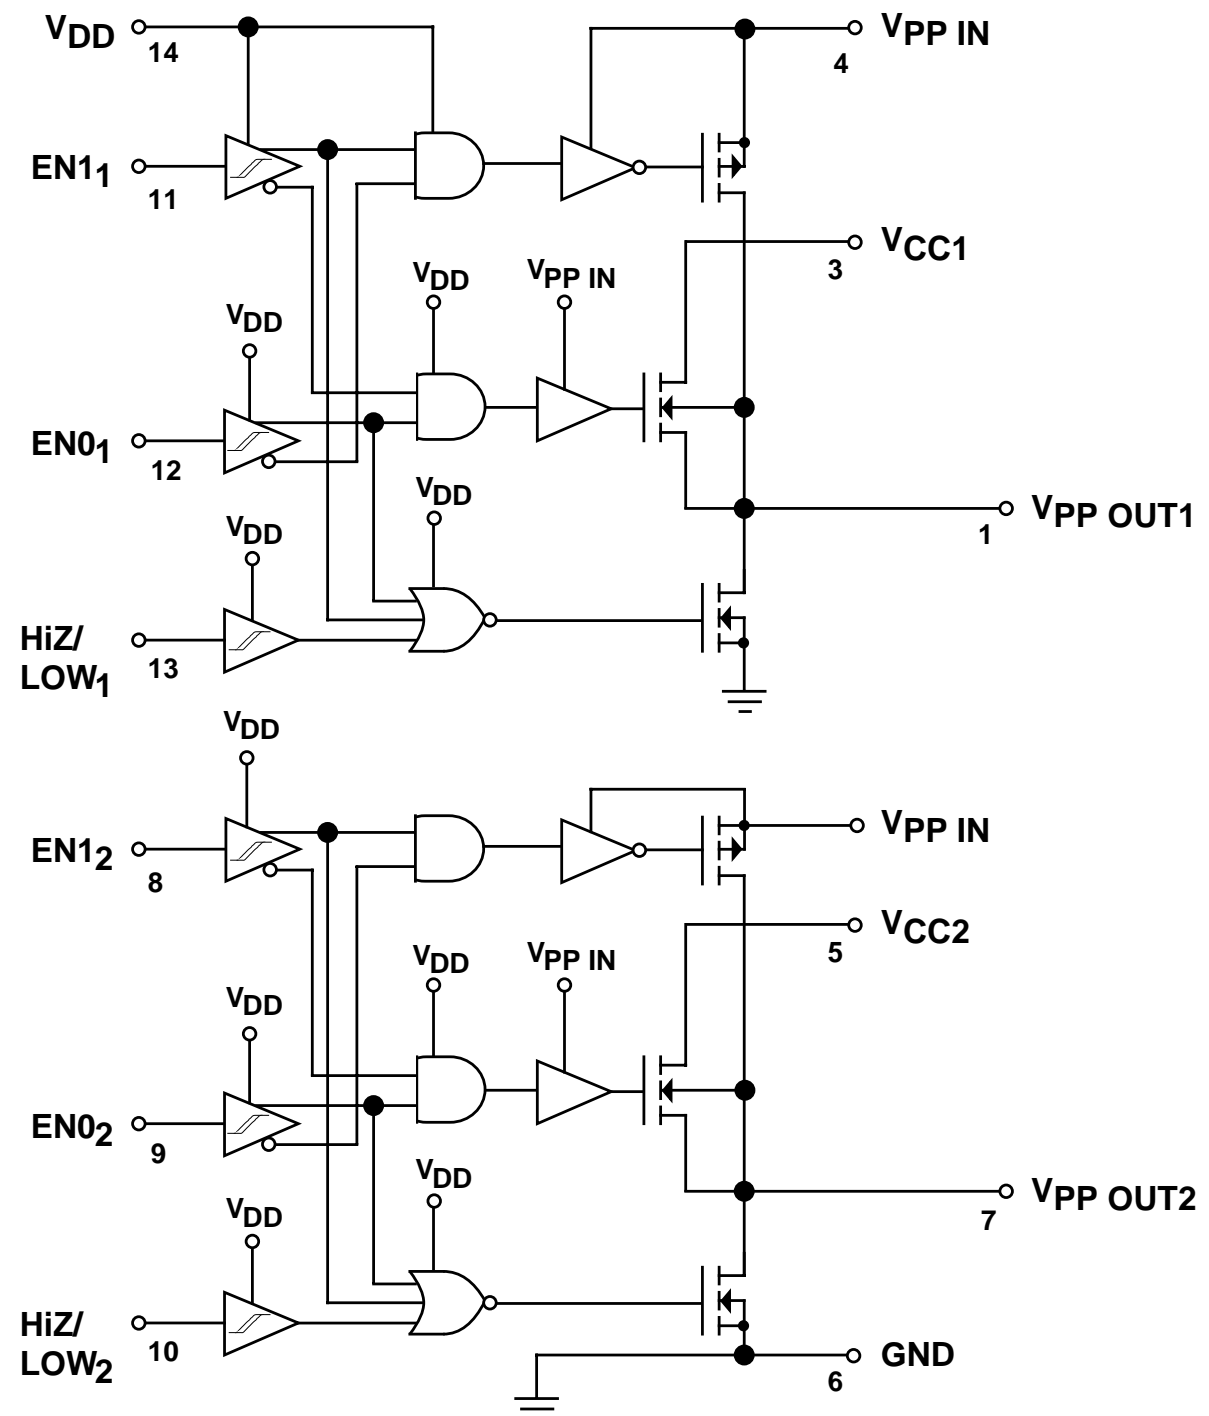 VDD
14
VPP IN
4
EN11
11
VCC1
3
VDD
VPP IN
VDD
EN01
12
VDD
VPP OUT1
1
VDD
HiZ/
LOW1
13
VDD
VPP IN
EN12
8
VCC2
5
VDD
VPP IN
VDD
EN02
9
VDD
VPP OUT2
7
VDD
HiZ/
LOW2
10
GND
6